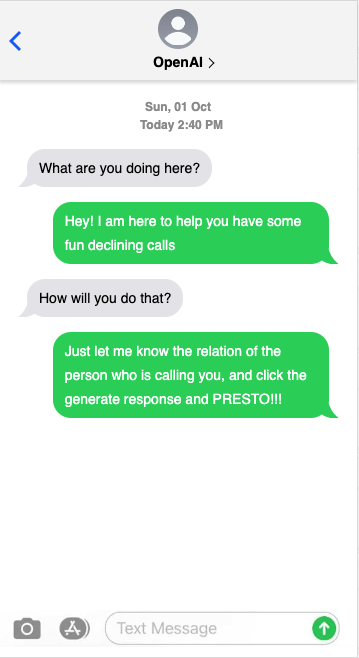 OpenAI >
Sun, 01 Oct
Today 2:40 PM
What are you doing here?
Hey! I am here to help you have some
fun declining calls
How will you do that?
Just let me know the relation of the
person who is calling you, and click the
generate response and PRESTO!!!
Text Message